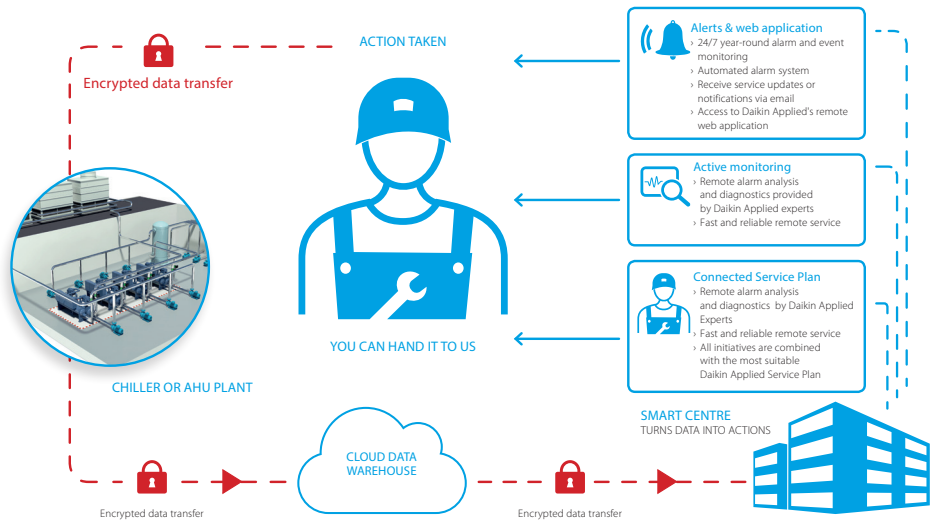 ACTION TAKEN
Encrypted data transfer
Alerts & web application
› 24/7 year-round alarm and event
monitoring
› Automated alarm system
› Receive service updates or
notifications via email
› Access to Daikin Applied's remote
web application
Active monitoring
› Remote alarm analysis
and diagnostics provided
by Daikin Applied experts
› Fast and reliable remote service
Connected Service Plan
› Remote alarm analysis
and diagnostics by Daikin Applied
Experts
› Fast and reliable remote service
› All initiatives are combined
with the most suitable
Daikin Applied Service Plan
YOU CAN HAND IT TO US
CHILLER OR AHU PLANT
SMART CENTRE
TURNS DATA INTO ACTIONS
CLOUD DATA
WAREHOUSE
Encrypted data transfer
Encrypted data transfer